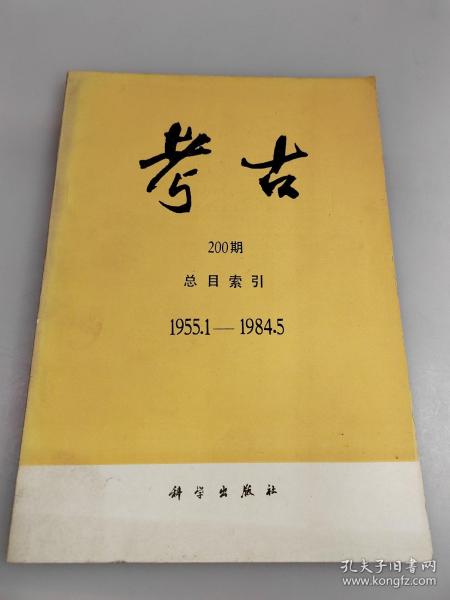 考古
200期
总目索引
1955.1—1984.5
科学出版社
孔夫子旧书网
www.kongfz.com